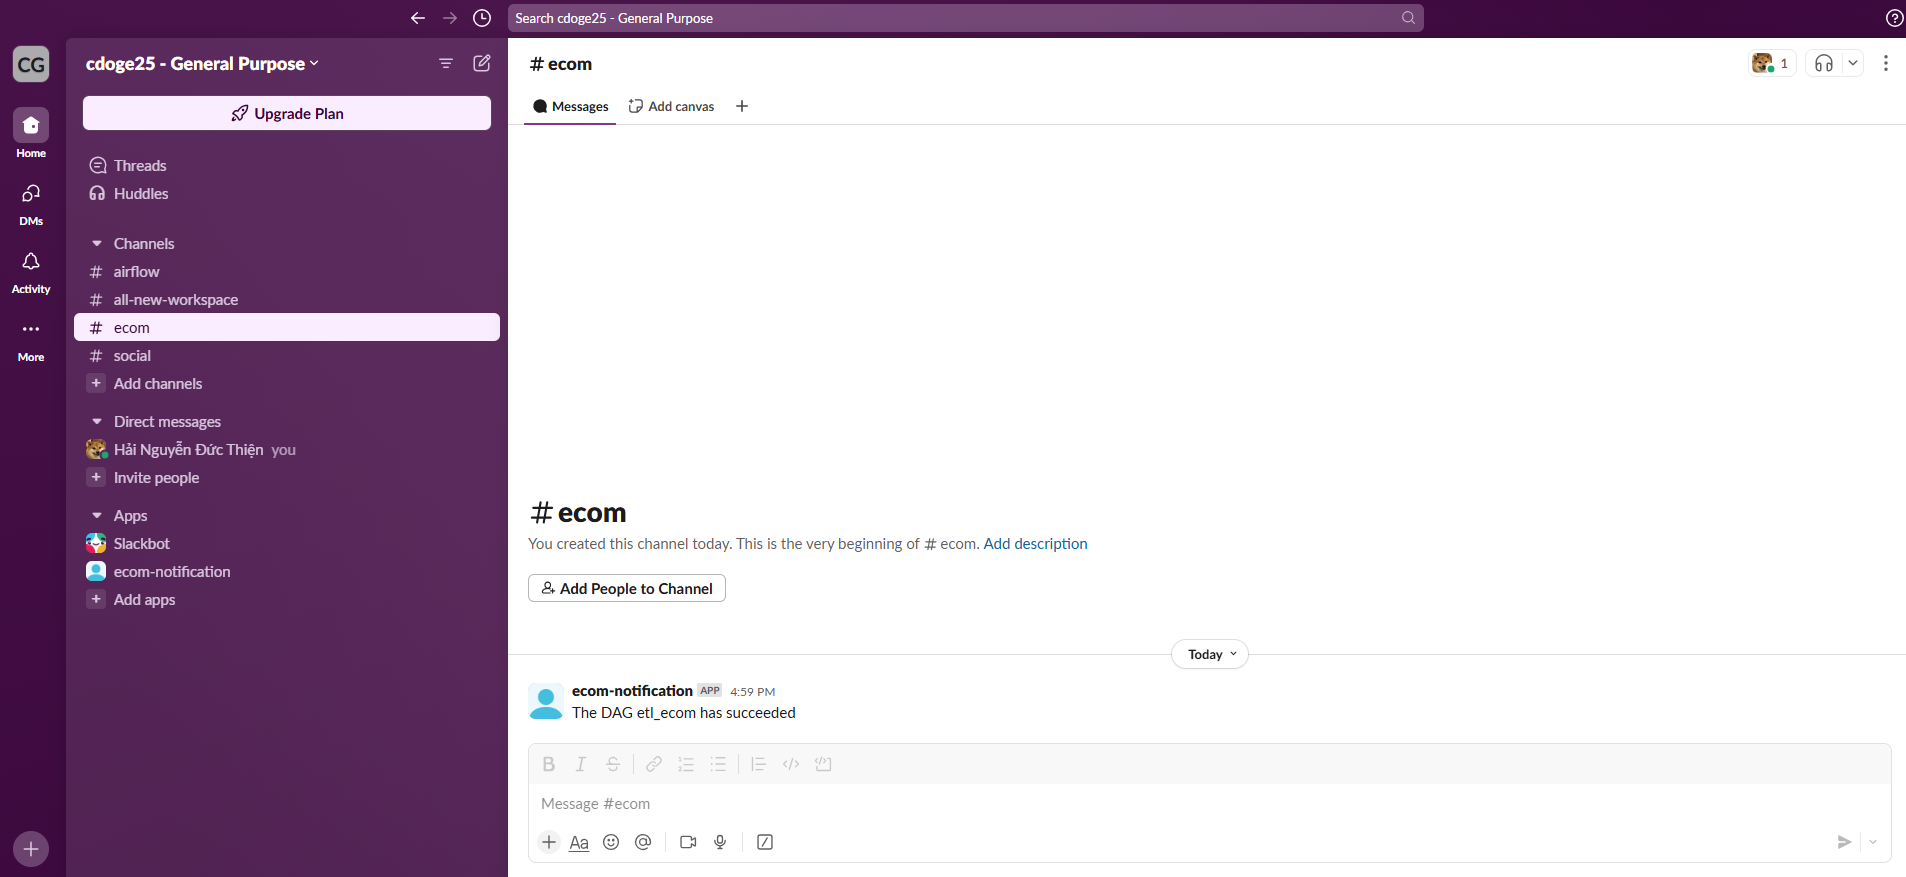 Search cdoge25 - General Purpose
CG
cdoge25 - General Purpose
Upgrade Plan
Home
DMs
Activity
More
Threads
Huddles
Channels
# airflow
# all-new-workspace
# ecom
# social
+ Add channels
Direct messages
Hải Nguyễn Đức Thiện you
+ Invite people
Apps
Slackbot
ecom-notification
+ Add apps
# ecom
1
Messages
Add canvas
# ecom
You created this channel today. This is the very beginning of # ecom. Add description
Add People to Channel
Today
ecom-notification APP 4:59 PM
The DAG etl_ecom has succeeded
Message #ecom
Aa